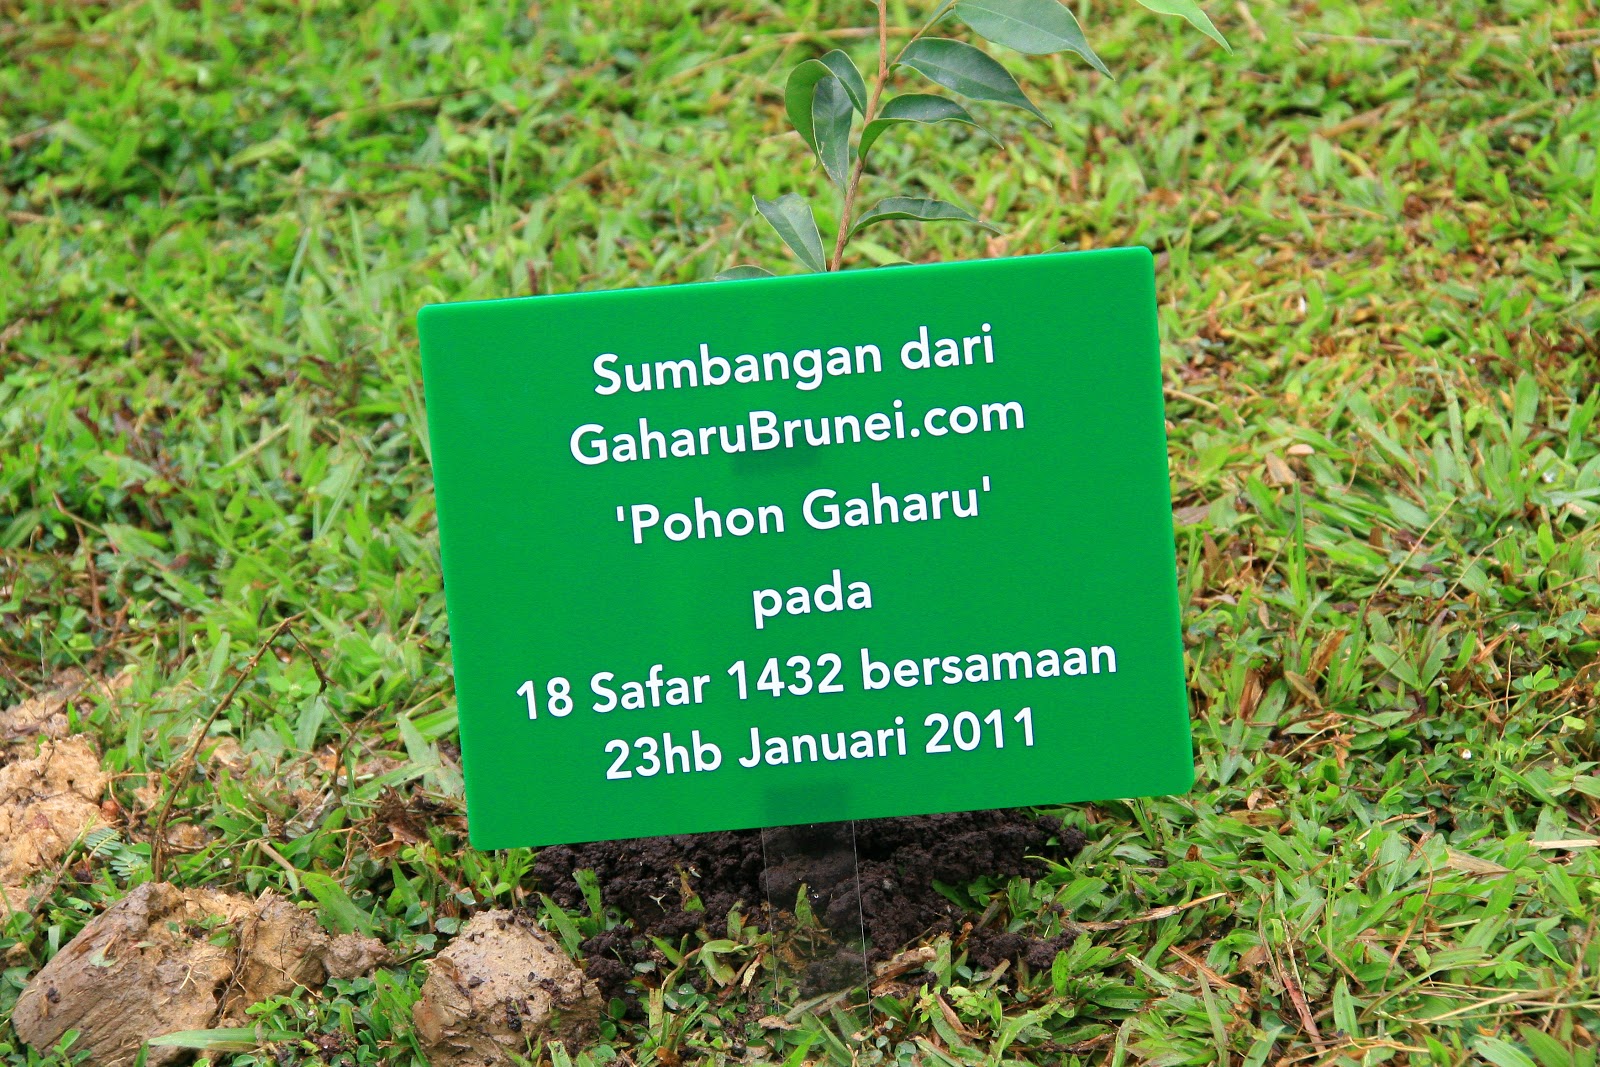 Sumbangan dari
GaharuBrunei.com
'Pohon Gaharu'
pada
18 Safar 1432 bersamaan
23hb Januari 2011